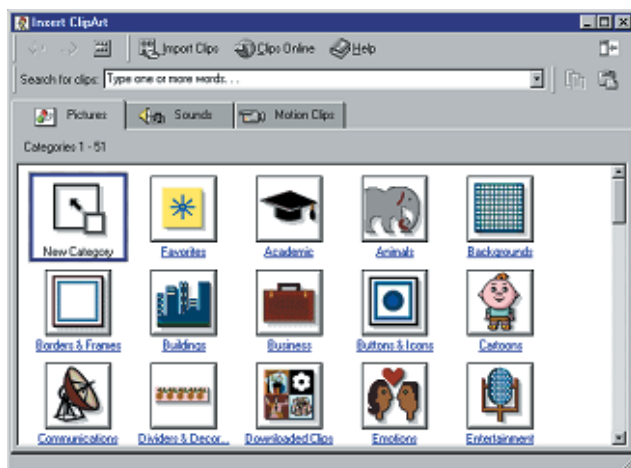 Insert ClipArt
Import Clips Clips Online Help
Search for clips: Type one or more words. . .
Pictures Sounds Motion Clips
Categories 1 - 51
New Category Favorites Academic Animals Backgrounds
Borders & Frames Buildings Business Buttons & Icons Cartoons
Communications Dividers & Decor... Downloaded Clips Emotions Entertainment